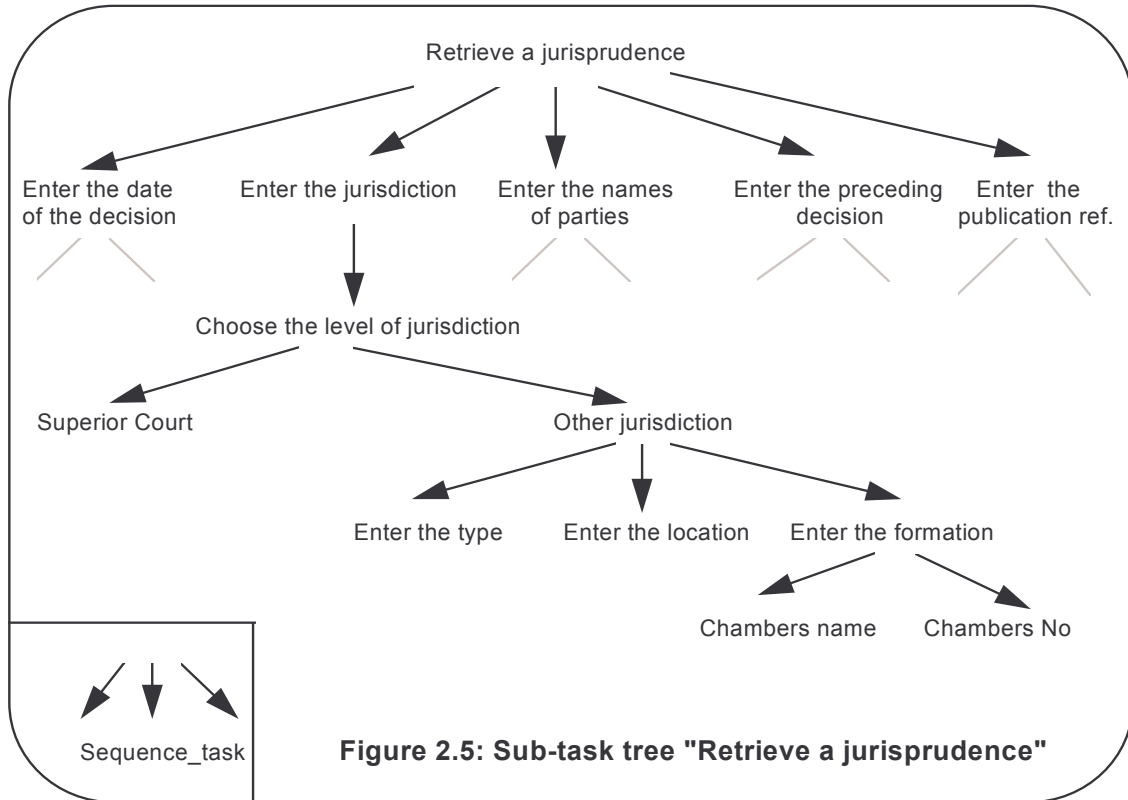 Retrieve a jurisprudence
Enter the date
of the decision
Enter the jurisdiction
Enter the names
of parties
Enter the preceding
decision
Enter the
publication ref.
Choose the level of jurisdiction
Superior Court
Other jurisdiction
Enter the type
Enter the location
Enter the formation
Chambers name
Chambers No
Sequence_task
Figure 2.5: Sub-task tree "Retrieve a jurisprudence"